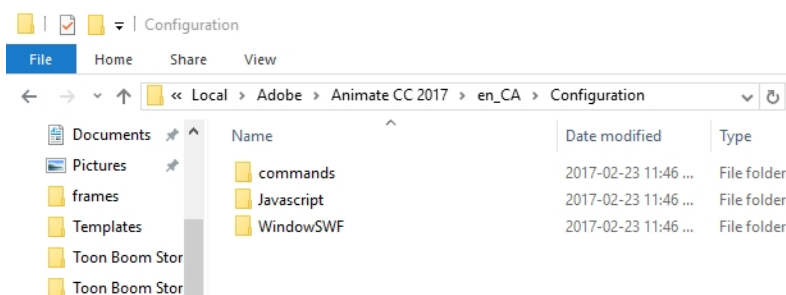 Configuration
File Home Share View
« Local > Adobe > Animate CC 2017 > en_CA > Configuration
Documents Name Date modified Type
Pictures commands 2017-02-23 11:46 ... File folder
frames Javascript 2017-02-23 11:46 ... File folder
Templates WindowSWF 2017-02-23 11:46 ... File folder
Toon Boom Stor
Toon Boom Stor